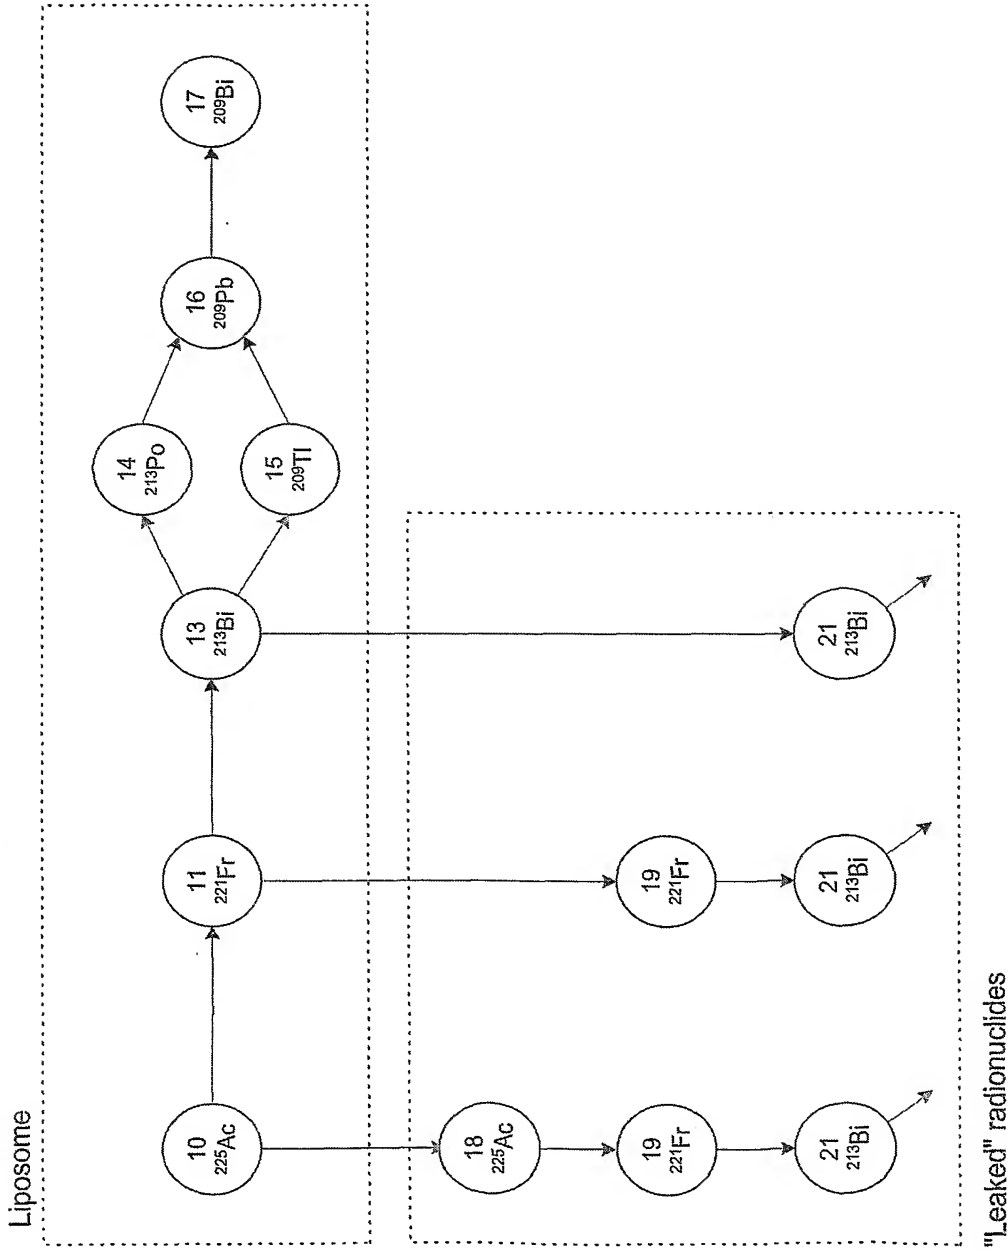 Liposome
10
²²⁵Ac
11
²²¹Fr
13
²¹³Bi
14
²¹³Po
15
²⁰⁹Tl
16
²⁰⁹Pb
17
²⁰⁹Bi
18
²²⁵Ac
19
²²¹Fr
19
²²¹Fr
21
²¹³Bi
21
²¹³Bi
21
²¹³Bi
"Leaked" radionuclides